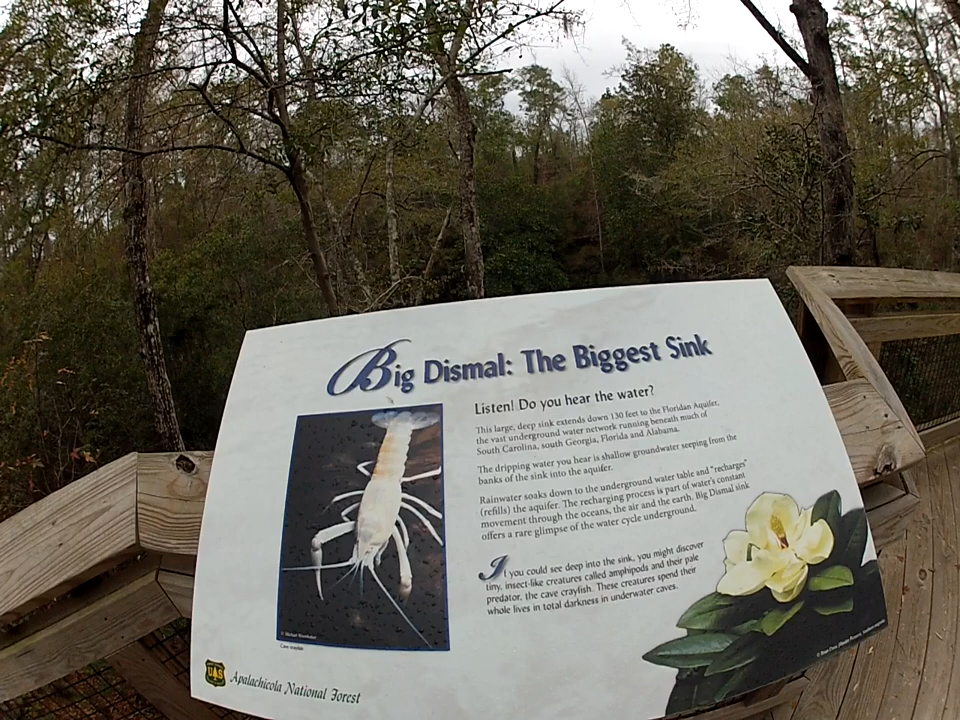 Big Dismal: The Biggest Sink
Listen! Do you hear the water?
This large, deep sink extends down 130 feet to the Floridan Aquifer,
the vast underground water network running beneath much of
South Carolina, south Georgia, Florida and Alabama.
The dripping water you hear is shallow groundwater seeping from the
banks of the sink into the aquifer.
Rainwater soaks down to the underground water table and "recharges"
(refills) the aquifer. The recharging process is part of water's constant
movement through the oceans, the air and the earth. Big Dismal sink
offers a rare glimpse of the water cycle underground.
If you could see deep into the sink, you might discover
tiny, insect-like creatures called amphipods and their pale
predator, the cave crayfish. These creatures spend their
whole lives in total darkness in underwater caves.
Cave crayfish
UAS
Apalachicola National Forest